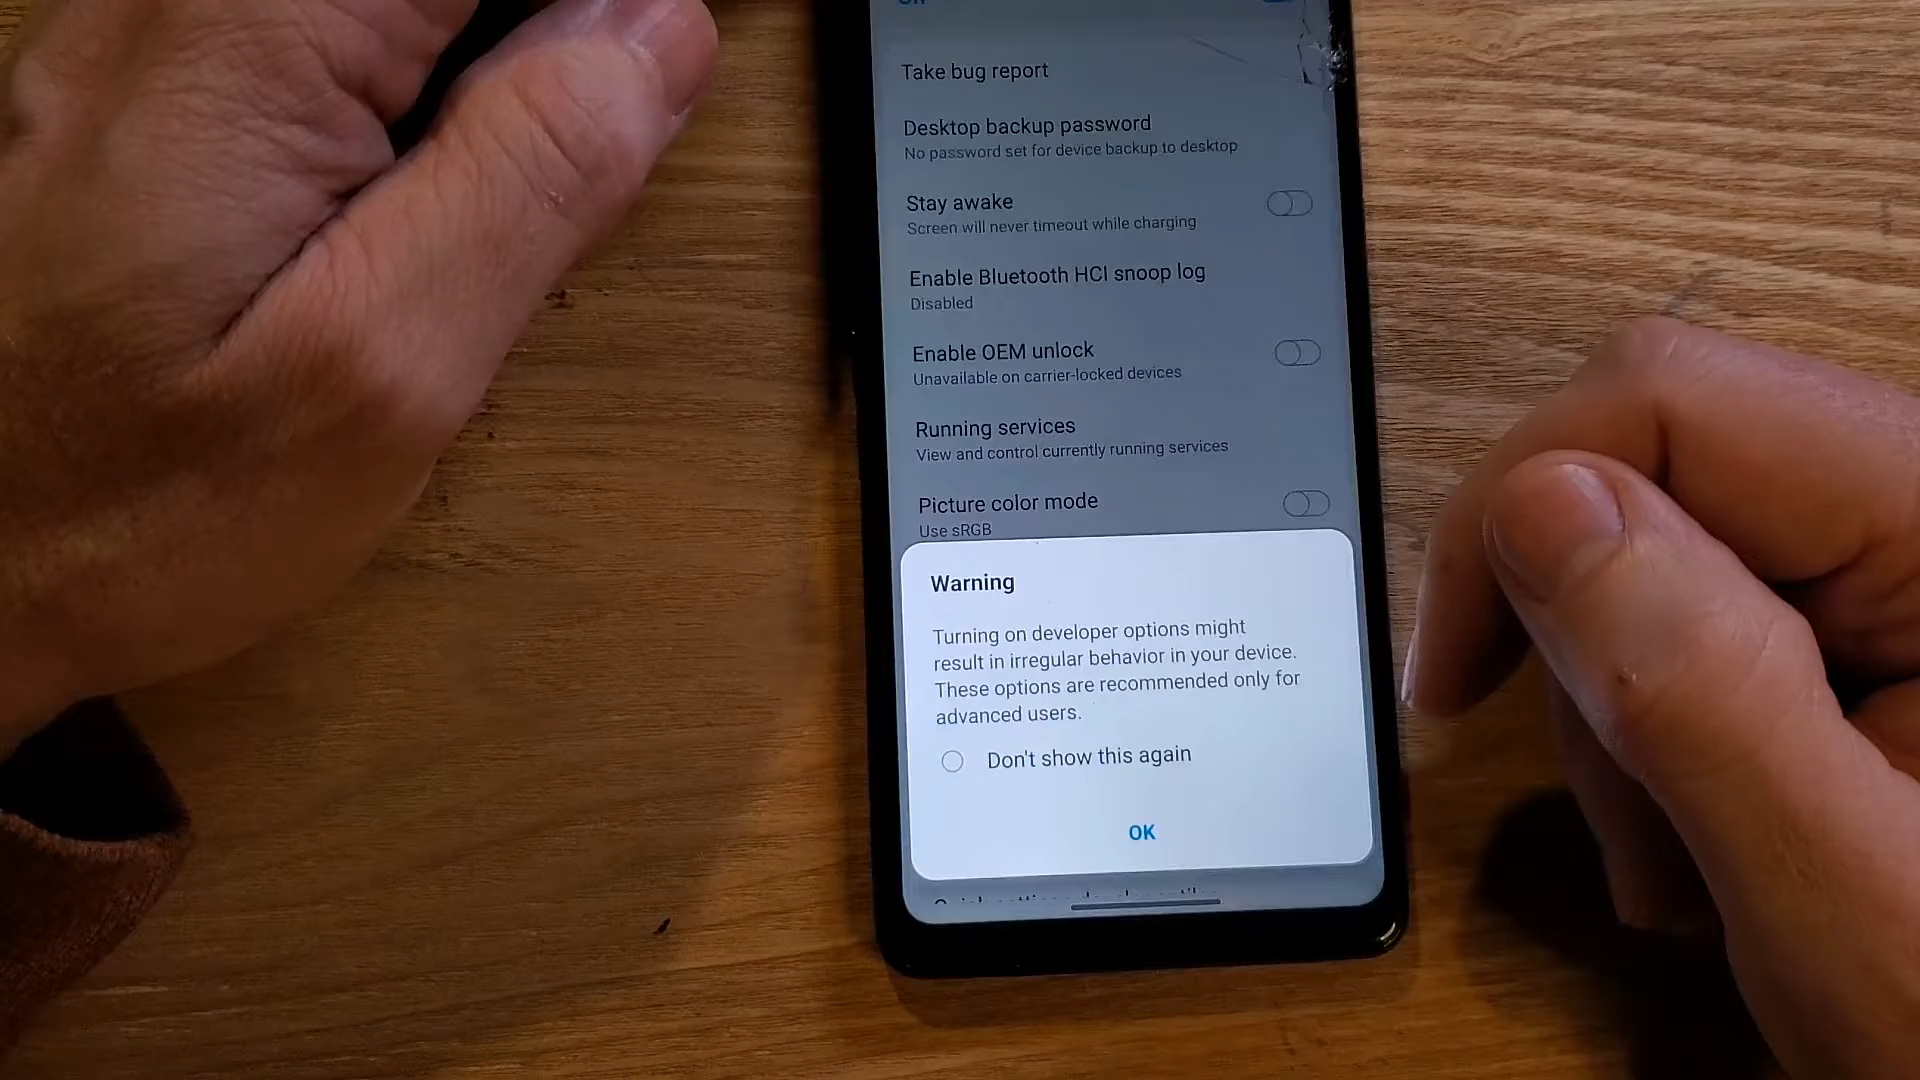 Take bug report
Desktop backup password
No password set for device backup to desktop
Stay awake
Screen will never timeout while charging
Enable Bluetooth HCI snoop log
Disabled
Enable OEM unlock
Unavailable on carrier-locked devices
Running services
View and control currently running services
Picture color mode
Use sRGB
Warning
Turning on developer options might
result in irregular behavior in your device.
These options are recommended only for
advanced users.
Don't show this again
OK